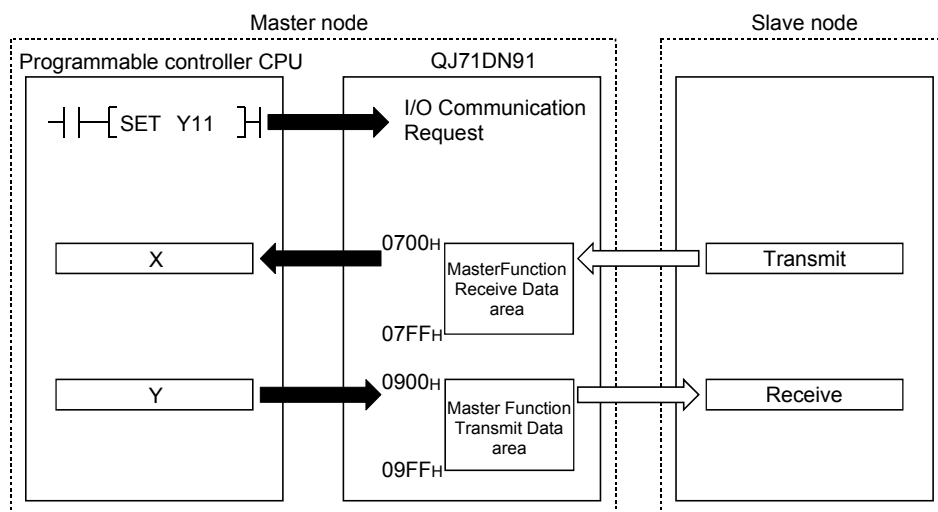 Master node
Slave node
Programmable controller CPU
QJ71DN91
SET Y11
I/O Communication
Request
X
0700H
MasterFunction
Receive Data
area
07FFH
Transmit
Y
0900H
Master Function
Transmit Data
area
09FFH
Receive